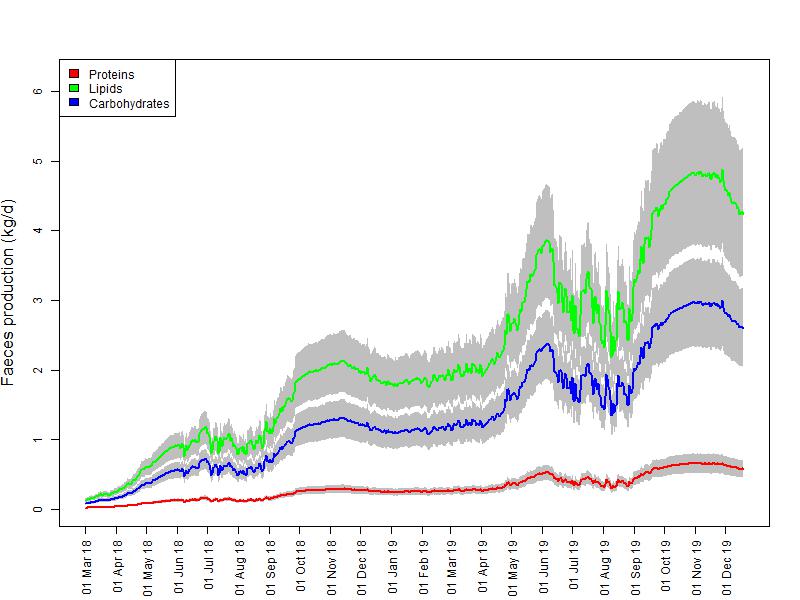 Proteins
Lipids
Carbohydrates
Faeces production (kg/d)
6
5
4
3
2
1
0
01 Mar 18
01 Apr 18
01 May 18
01 Jun 18
01 Jul 18
01 Aug 18
01 Sep 18
01 Oct 18
01 Nov 18
01 Dec 18
01 Jan 19
01 Feb 19
01 Mar 19
01 Apr 19
01 May 19
01 Jun 19
01 Jul 19
01 Aug 19
01 Sep 19
01 Oct 19
01 Nov 19
01 Dec 19